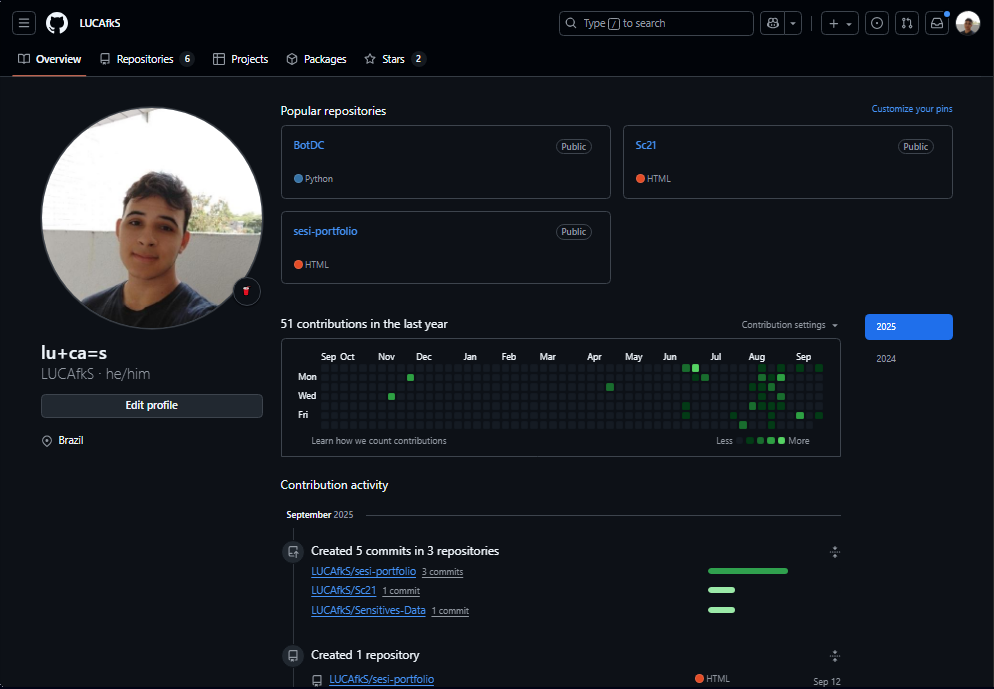 LUCAfkS
Type / to search
Overview
Repositories 6
Projects
Packages
Stars 2
Popular repositories
Customize your pins
BotDC
Public
Python
Sc21
Public
HTML
sesi-portfolio
Public
HTML
lu+ca=s
LUCAfkS · he/him
Edit profile
Brazil
51 contributions in the last year
Contribution settings
2025
2024
Sep Oct Nov Dec Jan Feb Mar Apr May Jun Jul Aug Sep
Mon
Wed
Fri
Learn how we count contributions
Less More
Contribution activity
September 2025
Created 5 commits in 3 repositories
LUCAfkS/sesi-portfolio 3 commits
LUCAfkS/Sc21 1 commit
LUCAfkS/Sensitives-Data 1 commit
Created 1 repository
LUCAfkS/sesi-portfolio HTML Sep 12